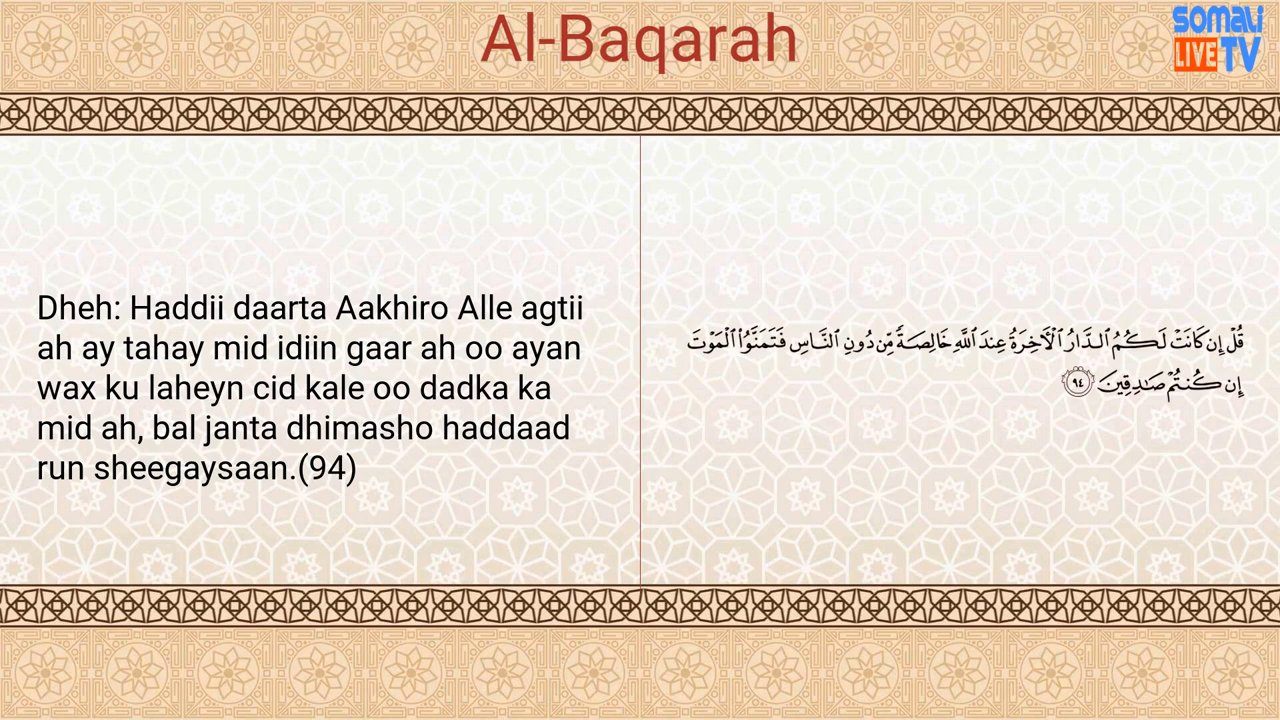 Al-Baqarah
SOMALI
LIVE TV
Dheh: Haddii daarta Aakhiro Alle agtii
ah ay tahay mid idiin gaar ah oo ayan
wax ku laheyn cid kale oo dadka ka
mid ah, bal janta dhimasho haddaad
run sheegaysaan.(94)
قُلْ إِن كَانَتْ لَكُمُ ٱلدَّارُ ٱلْآخِرَةُ عِندَ ٱللَّهِ خَالِصَةً مِّن دُونِ ٱلنَّاسِ فَتَمَنَّوُا۟ ٱلْمَوْتَ
إِن كُنتُمْ صَـٰدِقِينَ ٩٤